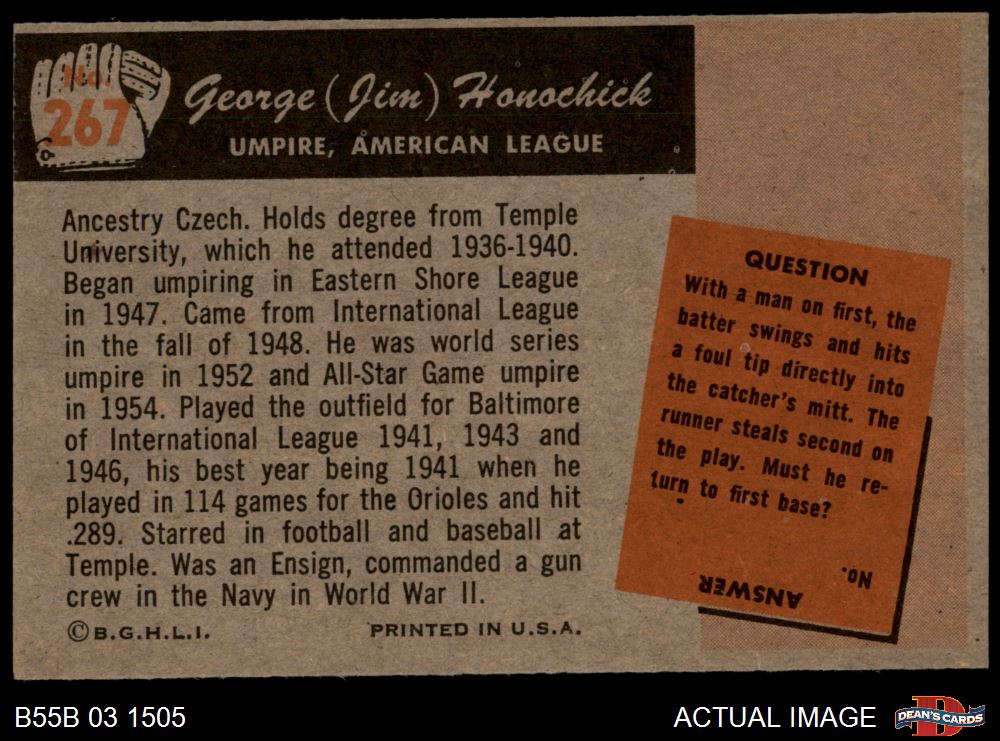 No.
267
George (Jim) Honochick
UMPIRE, AMERICAN LEAGUE
Ancestry Czech. Holds degree from Temple
University, which he attended 1936-1940.
Began umpiring in Eastern Shore League
in 1947. Came from International League
in the fall of 1948. He was world series
umpire in 1952 and All-Star Game umpire
in 1954. Played the outfield for Baltimore
of International League 1941, 1943 and
1946, his best year being 1941 when he
played in 114 games for the Orioles and hit
.289. Starred in football and baseball at
Temple. Was an Ensign, commanded a gun
crew in the Navy in World War II.
©B.G.H.L.I. PRINTED IN U.S.A.
QUESTION
With a man on first, the
batter swings and hits
a foul tip directly into
the catcher's mitt. The
runner steals second on
the play. Must he re-
turn to first base?
ANSWER
No.
B55B 03 1505
ACTUAL IMAGE
D
DEAN'S CARDS